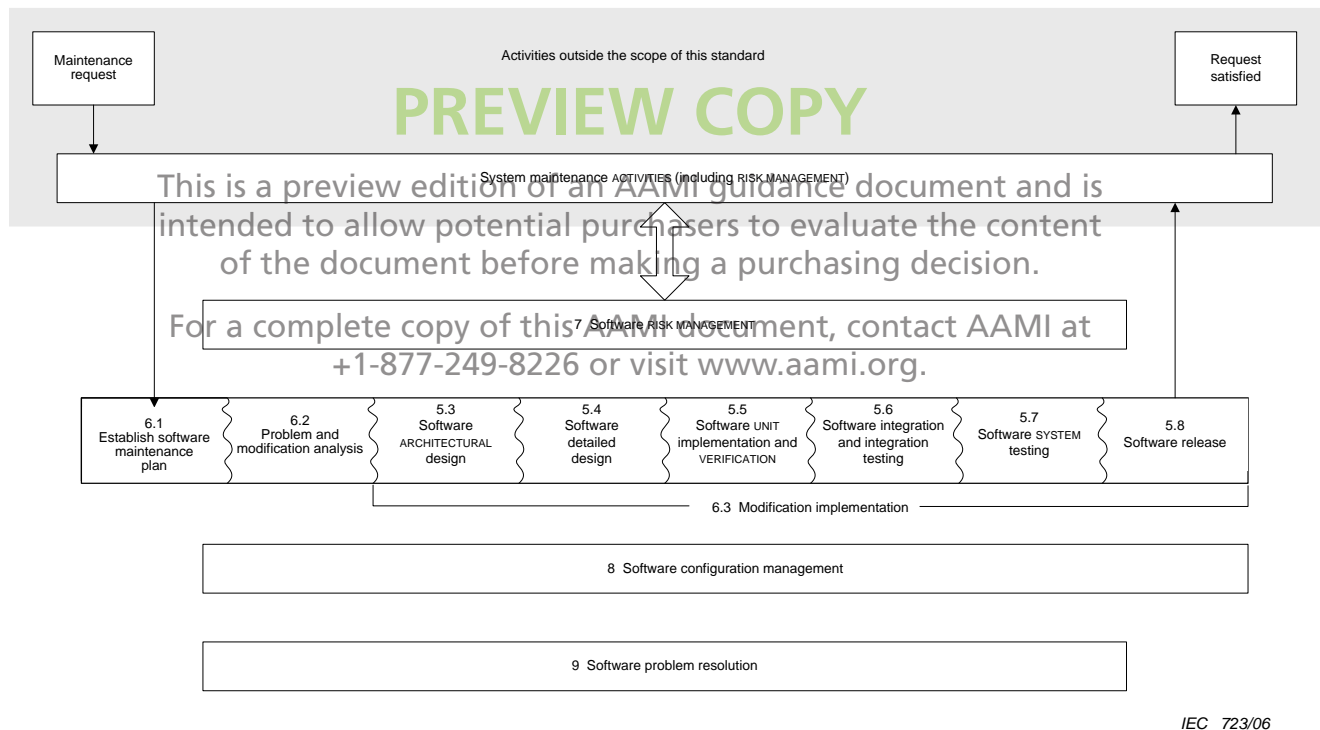 Maintenance
request
Activities outside the scope of this standard
Request
satisfied
PREVIEW COPY
System maintenance ACTIVITIES (including RISK MANAGEMENT)
This is a preview edition of an AAMI guidance document and is
intended to allow potential purchasers to evaluate the content
of the document before making a purchasing decision.
7 Software RISK MANAGEMENT
For a complete copy of this AAMI document, contact AAMI at
+1-877-249-8226 or visit www.aami.org.
6.1
Establish software
maintenance
plan
6.2
Problem and
modification analysis
5.3
Software
ARCHITECTURAL
design
5.4
Software
detailed
design
5.5
Software UNIT
implementation and
VERIFICATION
5.6
Software integration
and integration
testing
5.7
Software SYSTEM
testing
5.8
Software release
6.3 Modification implementation
8 Software configuration management
9 Software problem resolution
IEC 723/06